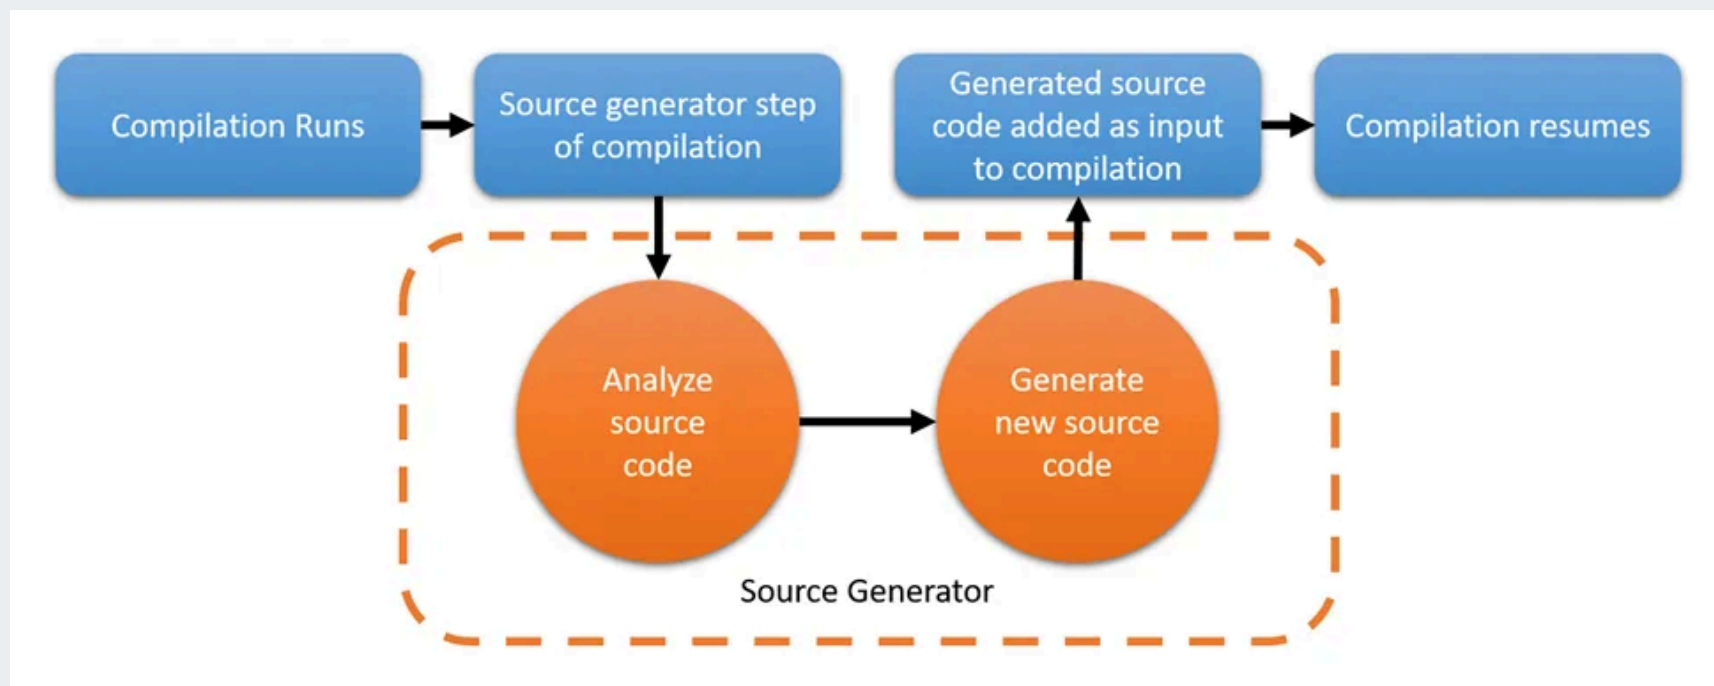 Compilation Runs
Source generator step
of compilation
Generated source
code added as input
to compilation
Compilation resumes
Analyze
source
code
Generate
new source
code
Source Generator